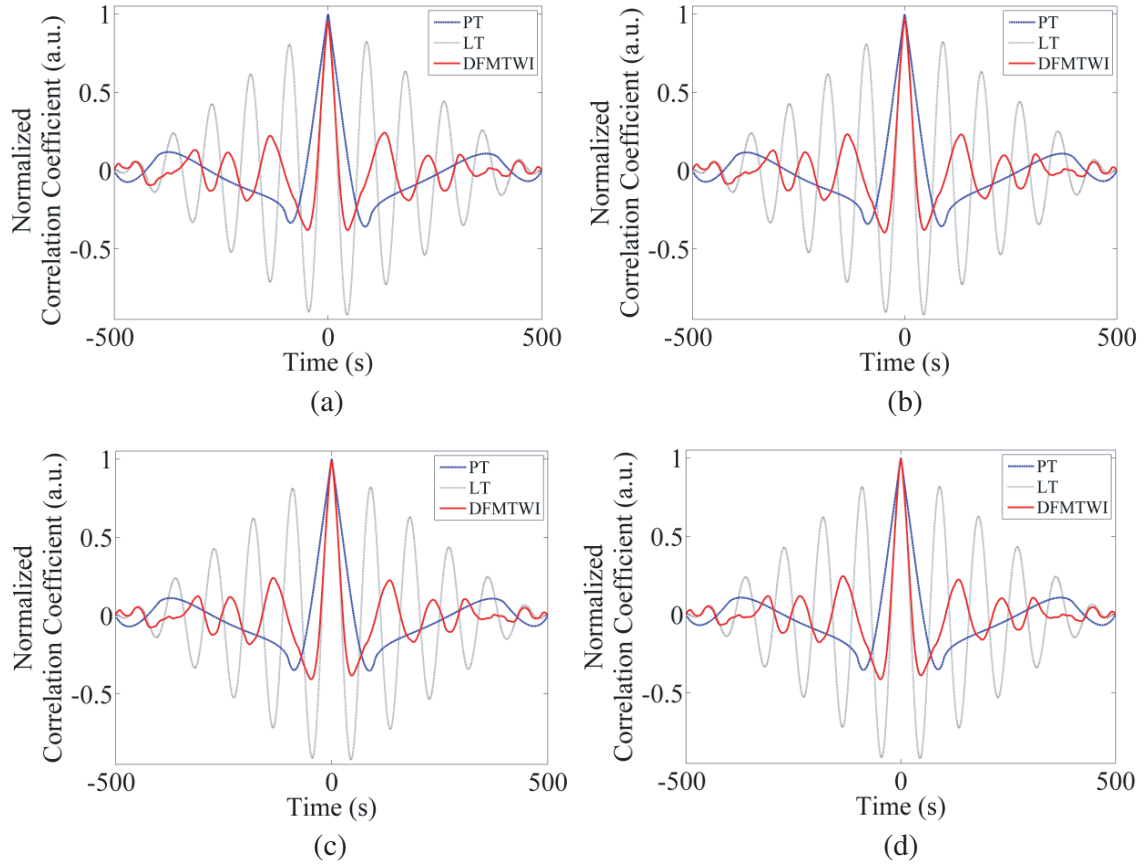 1
0.5
0
-0.5
-500
0
500
Normalized
Correlation Coefficient (a.u.)
Time (s)
PT
LT
DFMTWI
(a)
1
0.5
0
-0.5
-500
0
500
Normalized
Correlation Coefficient (a.u.)
Time (s)
PT
LT
DFMTWI
(b)
1
0.5
0
-0.5
-500
0
500
Normalized
Correlation Coefficient (a.u.)
Time (s)
PT
LT
DFMTWI
(c)
1
0.5
0
-0.5
-500
0
500
Normalized
Correlation Coefficient (a.u.)
Time (s)
PT
LT
DFMTWI
(d)